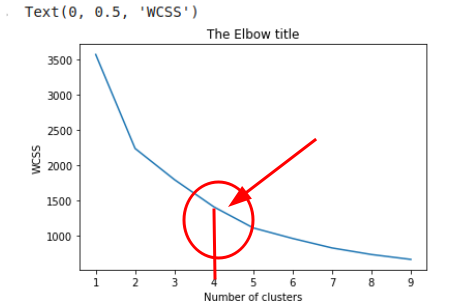 Text(0, 0.5, 'WCSS')
The Elbow title
3500
3000
2500
2000
1500
1000
WCSS
1 2 3 4 5 6 7 8 9
Number of clusters